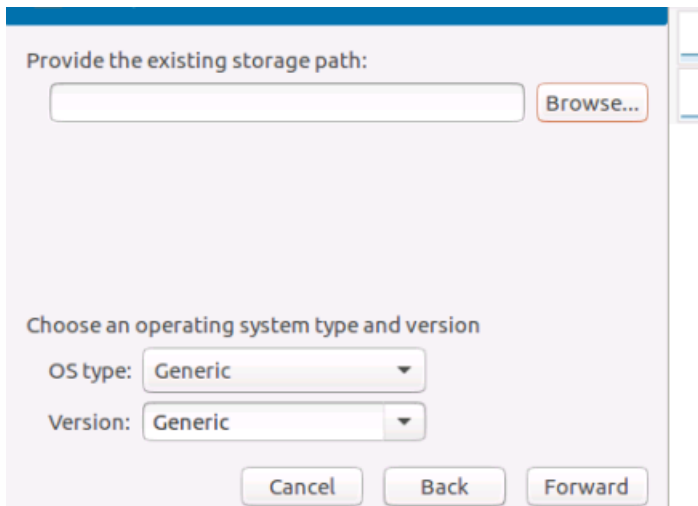 Provide the existing storage path:
Browse...
Choose an operating system type and version
OS type: Generic
Version: Generic
Cancel Back Forward